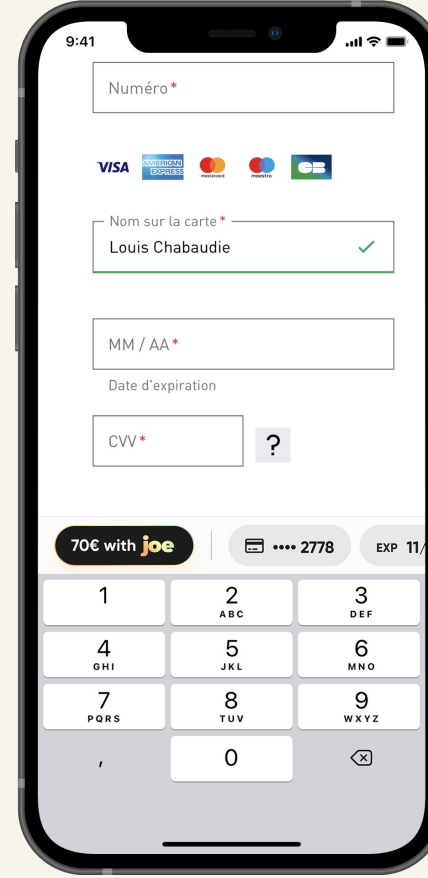 9:41
Numéro*
VISA AMERICAN EXPRESS mastercard maestro CB
Nom sur la carte*
Louis Chabaudie
MM / AA*
Date d'expiration
CVV*
?
70€ with joe
•••• 2778
EXP 11/
1
2 ABC
3 DEF
4 GHI
5 JKL
6 MNO
7 PQRS
8 TUV
9 WXYZ
,
0